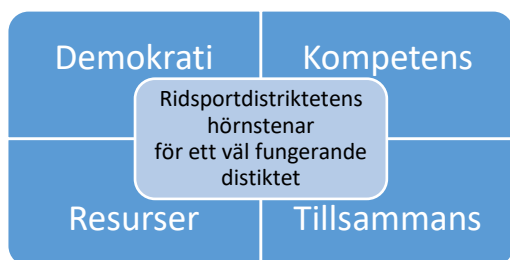 Demokrati
Kompetens
Ridsportdistriktetens
hörnstenar
för ett väl fungerande
distiktet
Resurser
Tillsammans